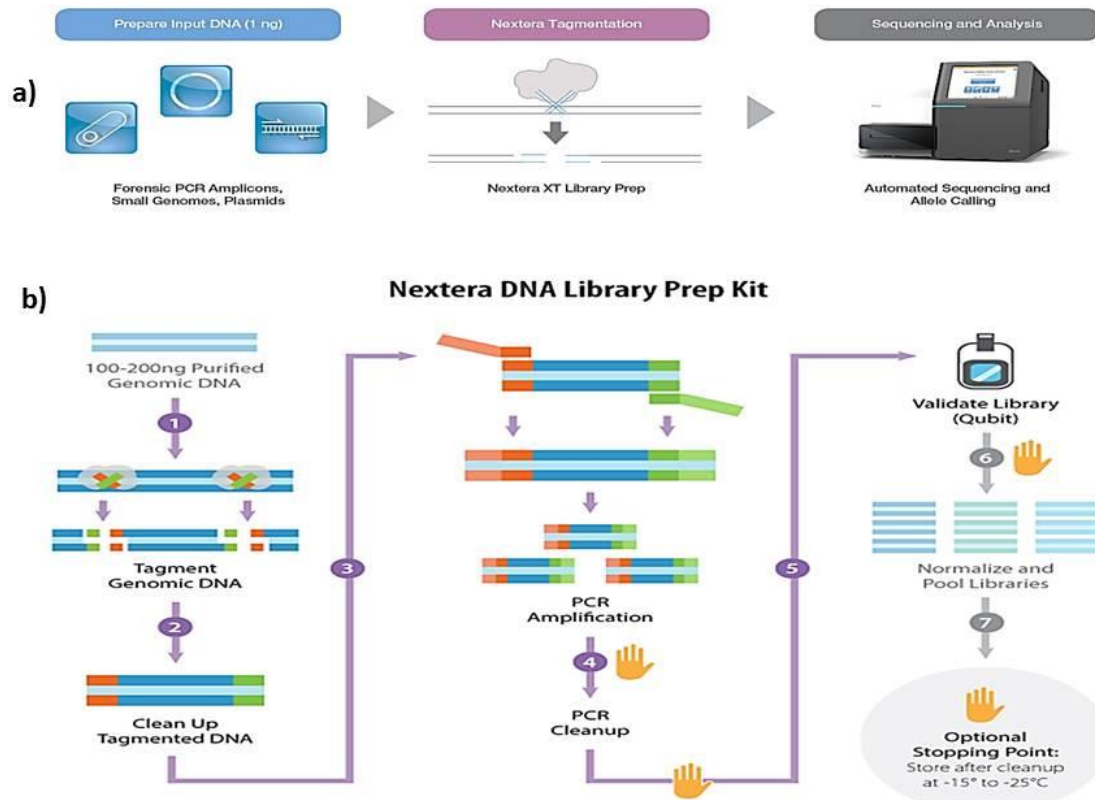 Prepare Input DNA (1 ng)
Nextera Tagmentation
Sequencing and Analysis
a)
Forensic PCR Amplicons,
Small Genomes, Plasmids
Nextera XT Library Prep
Automated Sequencing and
Allele Calling
b)
Nextera DNA Library Prep Kit
100-200ng Purified
Genomic DNA
1
Tagment
Genomic DNA
2
Clean Up
Tagmented DNA
3
PCR
Amplification
4
PCR
Cleanup
5
Validate Library
(Qubit)
6
Normalize and
Pool Libraries
7
Optional
Stopping Point:
Store after cleanup
at -15° to -25°C